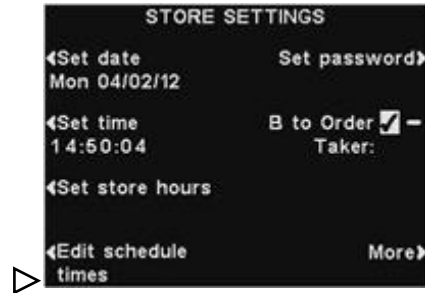 STORE SETTINGS
Set date
Mon 04/02/12
Set password
Set time
14:50:04
B to Order
Taker:
Set store hours
Edit schedule
times
More